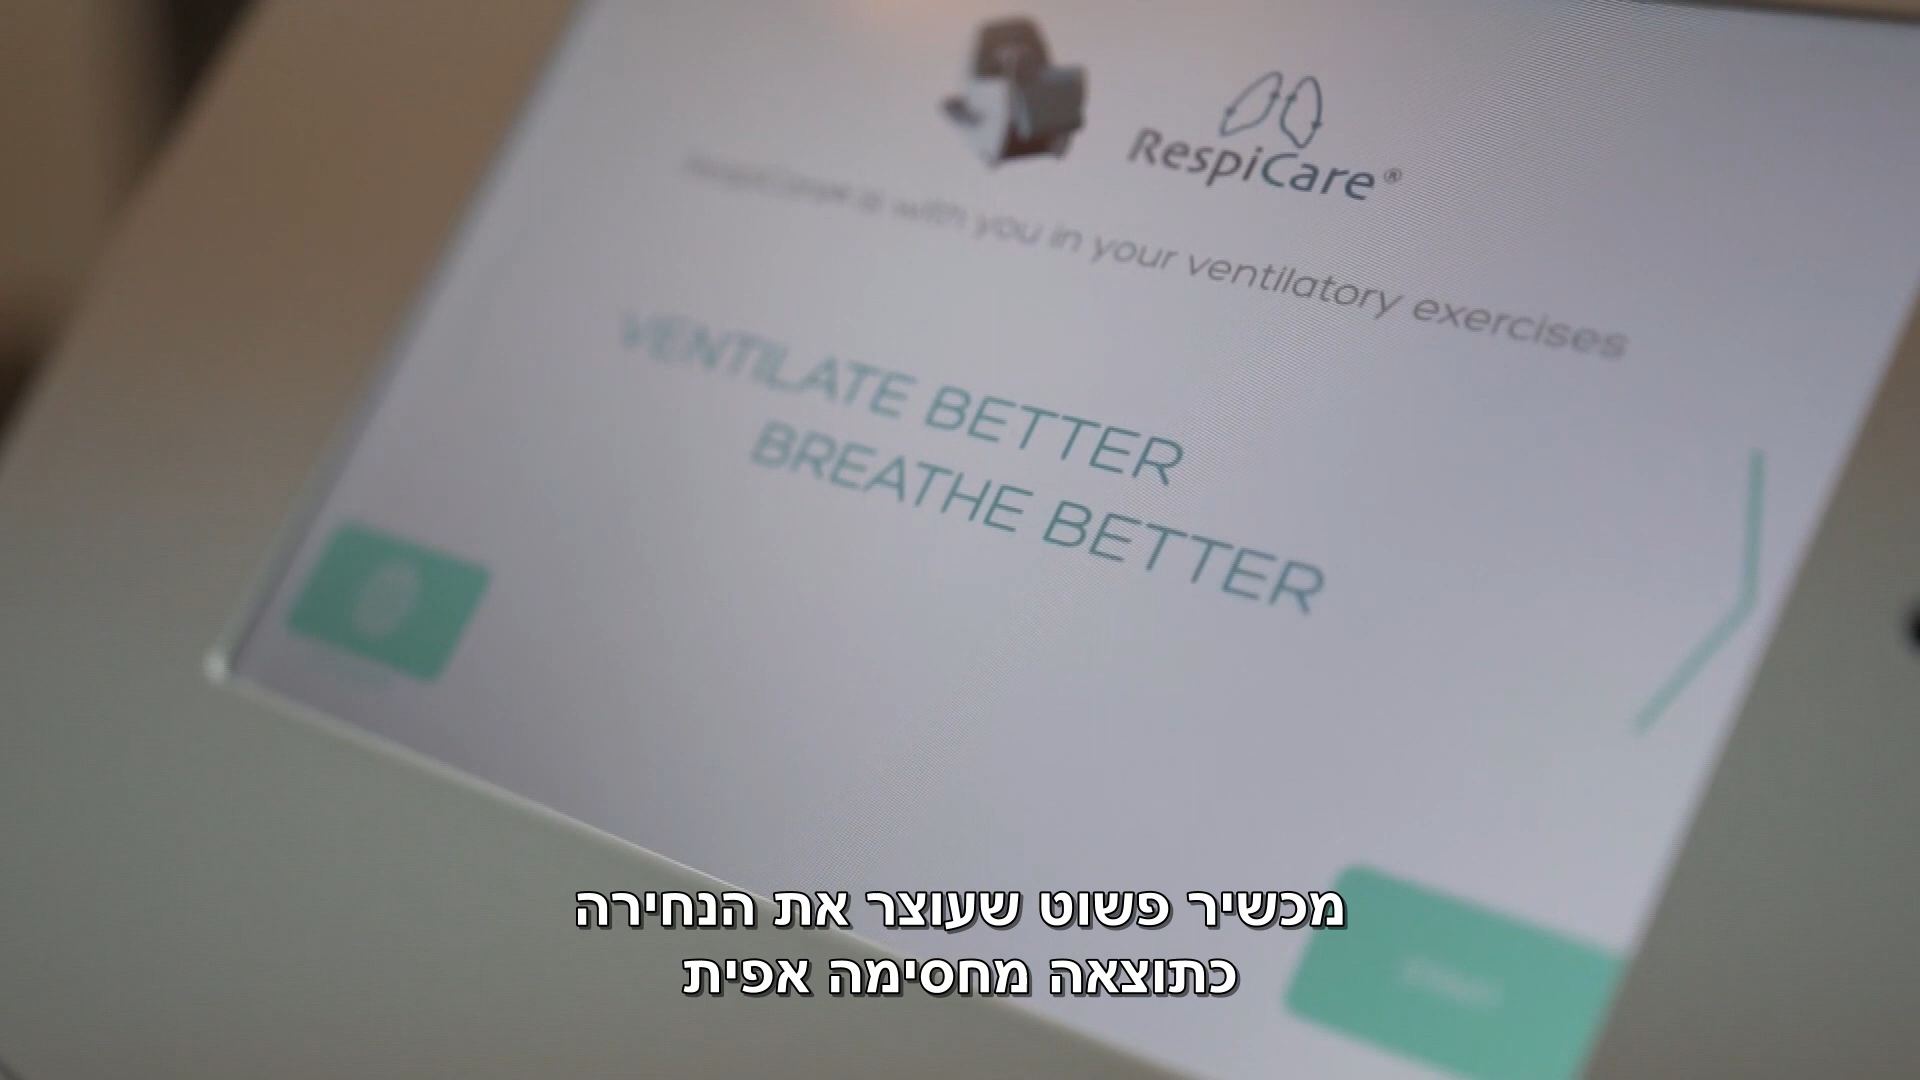 RespiCare®
is with you in your ventilatory exercises
VENTILATE BETTER
BREATHE BETTER
מכשיר פשוט שעוצר את הנחירה
כתוצאה מחסימה אפית